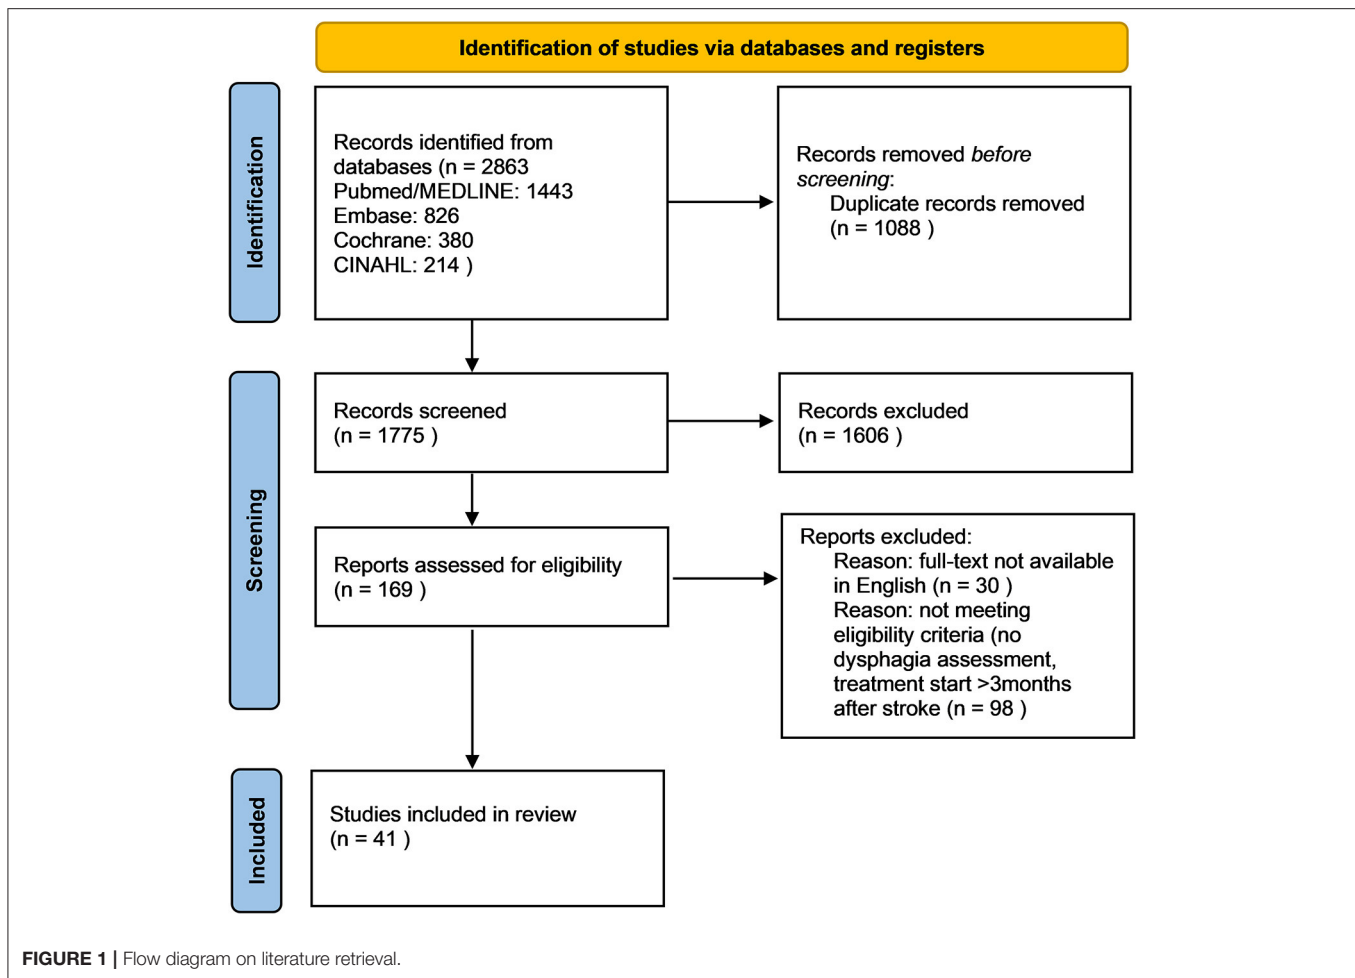 Identification of studies via databases and registers
Identification
Records identified from
databases (n = 2863
Pubmed/MEDLINE: 1443
Embase: 826
Cochrane: 380
CINAHL: 214 )
Records removed before
screening:
Duplicate records removed
(n = 1088 )
Screening
Records screened
(n = 1775 )
Records excluded
(n = 1606 )
Reports assessed for eligibility
(n = 169 )
Reports excluded:
Reason: full-text not available
in English (n = 30 )
Reason: not meeting
eligibility criteria (no
dysphagia assessment,
treatment start >3months
after stroke (n = 98 )
Included
Studies included in review
(n = 41 )
FIGURE 1 | Flow diagram on literature retrieval.